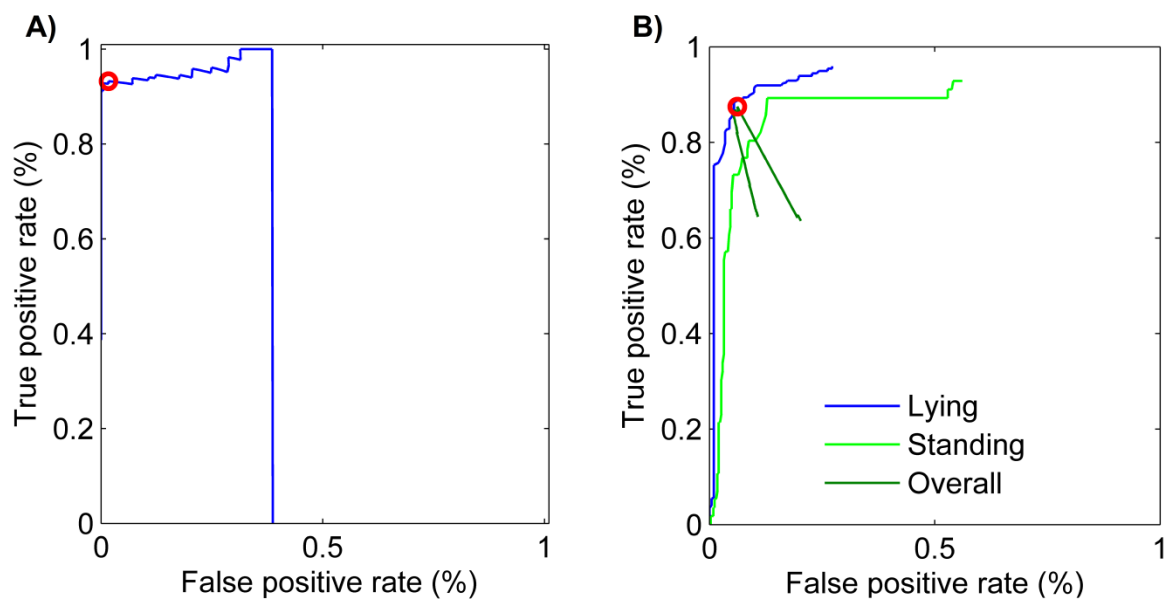 A)
True positive rate (%)
1
0.8
0.6
0.4
0.2
0
0
0.5
1
False positive rate (%)
B)
True positive rate (%)
1
0.8
0.6
0.4
0.2
0
Lying
Standing
Overall
0
0.5
1
False positive rate (%)